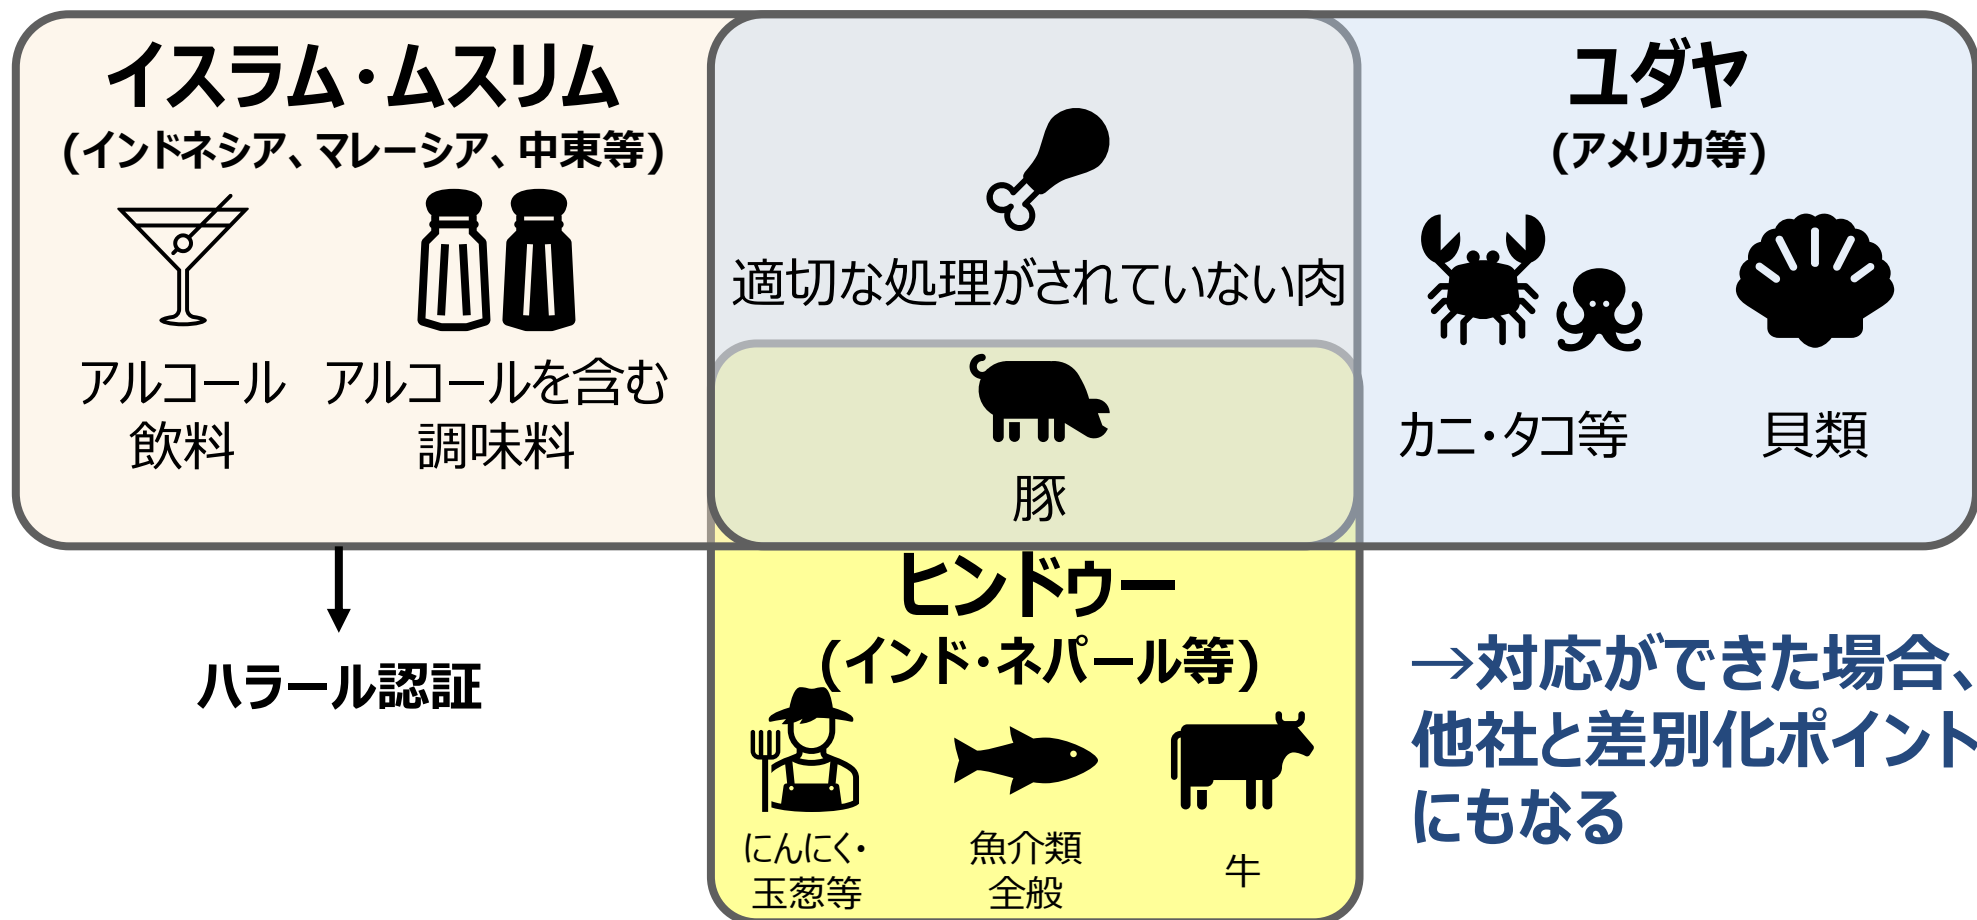 イスラム・ムスリム
(インドネシア、マレーシア、中東等)
アルコール
飲料
アルコールを含む
調味料
適切な処理がされていない肉
豚
ユダヤ
(アメリカ等)
カニ・タコ等
貝類
ハラール認証
ヒンドゥー
(インド・ネパール等)
にんにく・
玉葱等
魚介類
全般
牛
→対応ができた場合、
他社と差別化ポイント
にもなる